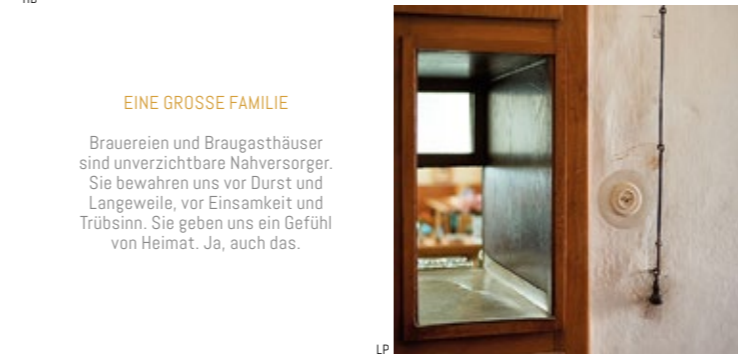 EINE GROSSE FAMILIE
Brauereien und Braugasthäuser
sind unverzichtbare Nahversorger.
Sie bewahren uns vor Durst und
Langeweile, vor Einsamkeit und
Trübsinn. Sie geben uns ein Gefühl
von Heimat. Ja, auch das.
LP